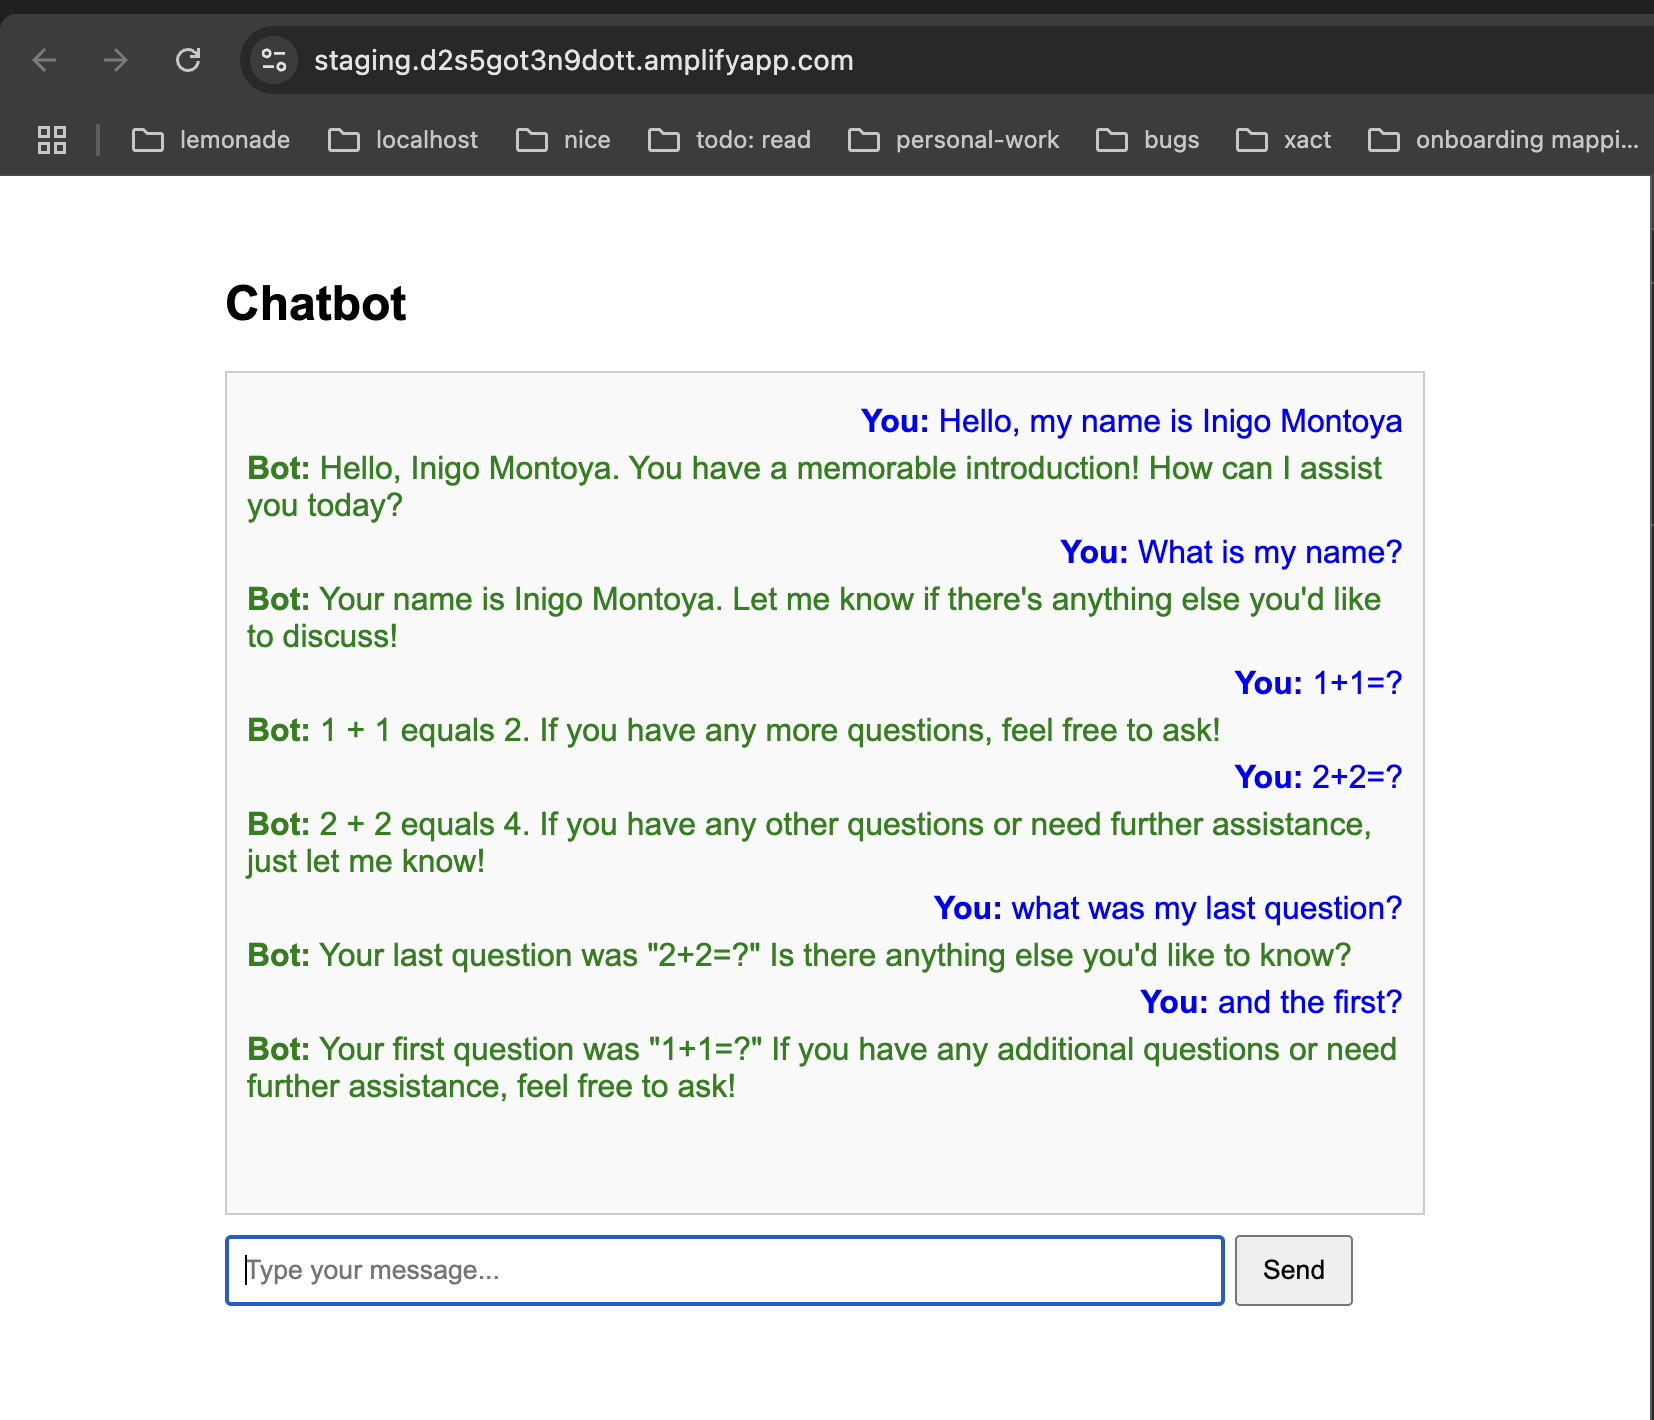 staging.d2s5got3n9dott.amplifyapp.com
lemonade localhost nice todo: read personal-work bugs xact onboarding mappi...
Chatbot
You: Hello, my name is Inigo Montoya
Bot: Hello, Inigo Montoya. You have a memorable introduction! How can I assist
you today?
You: What is my name?
Bot: Your name is Inigo Montoya. Let me know if there's anything else you'd like
to discuss!
You: 1+1=?
Bot: 1 + 1 equals 2. If you have any more questions, feel free to ask!
You: 2+2=?
Bot: 2 + 2 equals 4. If you have any other questions or need further assistance,
just let me know!
You: what was my last question?
Bot: Your last question was "2+2=?" Is there anything else you'd like to know?
You: and the first?
Bot: Your first question was "1+1=?" If you have any additional questions or need
further assistance, feel free to ask!
Type your message...
Send